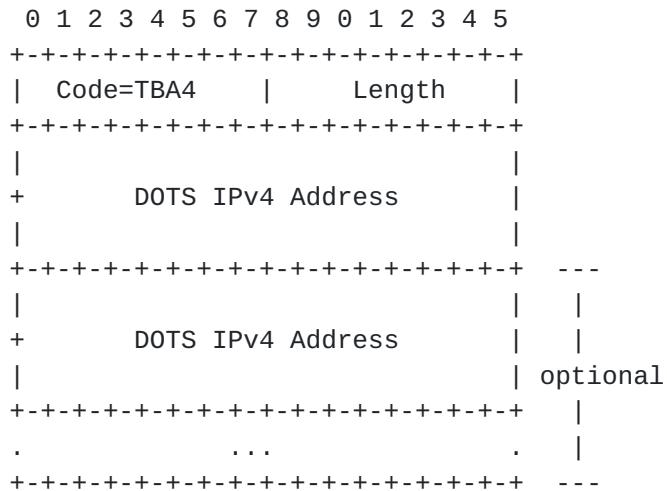 0 1 2 3 4 5 6 7 8 9 0 1 2 3 4 5
+-+-+-+-+-+-+-+-+-+-+-+-+-+-+-+-+
|  Code=TBA4    |     Length    |
+-+-+-+-+-+-+-+-+-+-+-+-+-+-+-+-+
|                               |
+       DOTS IPv4 Address       |
|                               |
+-+-+-+-+-+-+-+-+-+-+-+-+-+-+-+-+  ---
|                               |   |
+       DOTS IPv4 Address       |   |
|                               | optional
+-+-+-+-+-+-+-+-+-+-+-+-+-+-+-+-+   |
.             ...               .   |
+-+-+-+-+-+-+-+-+-+-+-+-+-+-+-+-+  ---